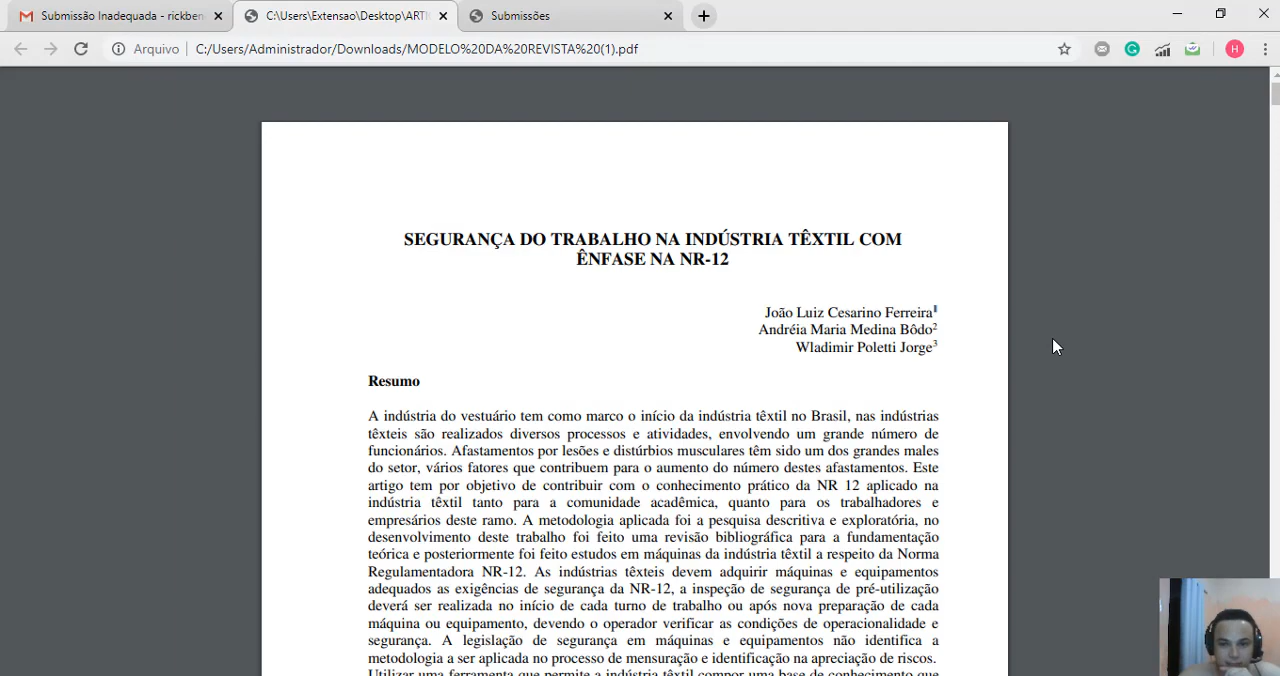 Submissão Inadequada - rickben
C:\Users\Extensao\Desktop\ARTI
Submissões
Arquivo
C:/Users/Administrador/Downloads/MODELO%20DA%20REVISTA%20(1).pdf
H
SEGURANÇA DO TRABALHO NA INDÚSTRIA TÊXTIL COM
ÊNFASE NA NR-12
João Luiz Cesarino Ferreira1
Andréia Maria Medina Bôdo2
Wladimir Poletti Jorge3
Resumo
A indústria do vestuário tem como marco o início da indústria têxtil no Brasil, nas indústrias
têxteis são realizados diversos processos e atividades, envolvendo um grande número de
funcionários. Afastamentos por lesões e distúrbios musculares têm sido um dos grandes males
do setor, vários fatores que contribuem para o aumento do número destes afastamentos. Este
artigo tem por objetivo de contribuir com o conhecimento prático da NR 12 aplicado na
indústria têxtil tanto para a comunidade acadêmica, quanto para os trabalhadores e
empresários deste ramo. A metodologia aplicada foi a pesquisa descritiva e exploratória, no
desenvolvimento deste trabalho foi feito uma revisão bibliográfica para a fundamentação
teórica e posteriormente foi feito estudos em máquinas da indústria têxtil a respeito da Norma
Regulamentadora NR-12. As indústrias têxteis devem adquirir máquinas e equipamentos
adequados as exigências de segurança da NR-12, a inspeção de segurança de pré-utilização
deverá ser realizada no início de cada turno de trabalho ou após nova preparação de cada
máquina ou equipamento, devendo o operador verificar as condições de operacionalidade e
segurança. A legislação de segurança em máquinas e equipamentos não identifica a
metodologia a ser aplicada no processo de mensuração e identificação na apreciação de riscos.
Utilizar uma ferramenta que permite a indústria têxtil compor uma base de conhecimento que